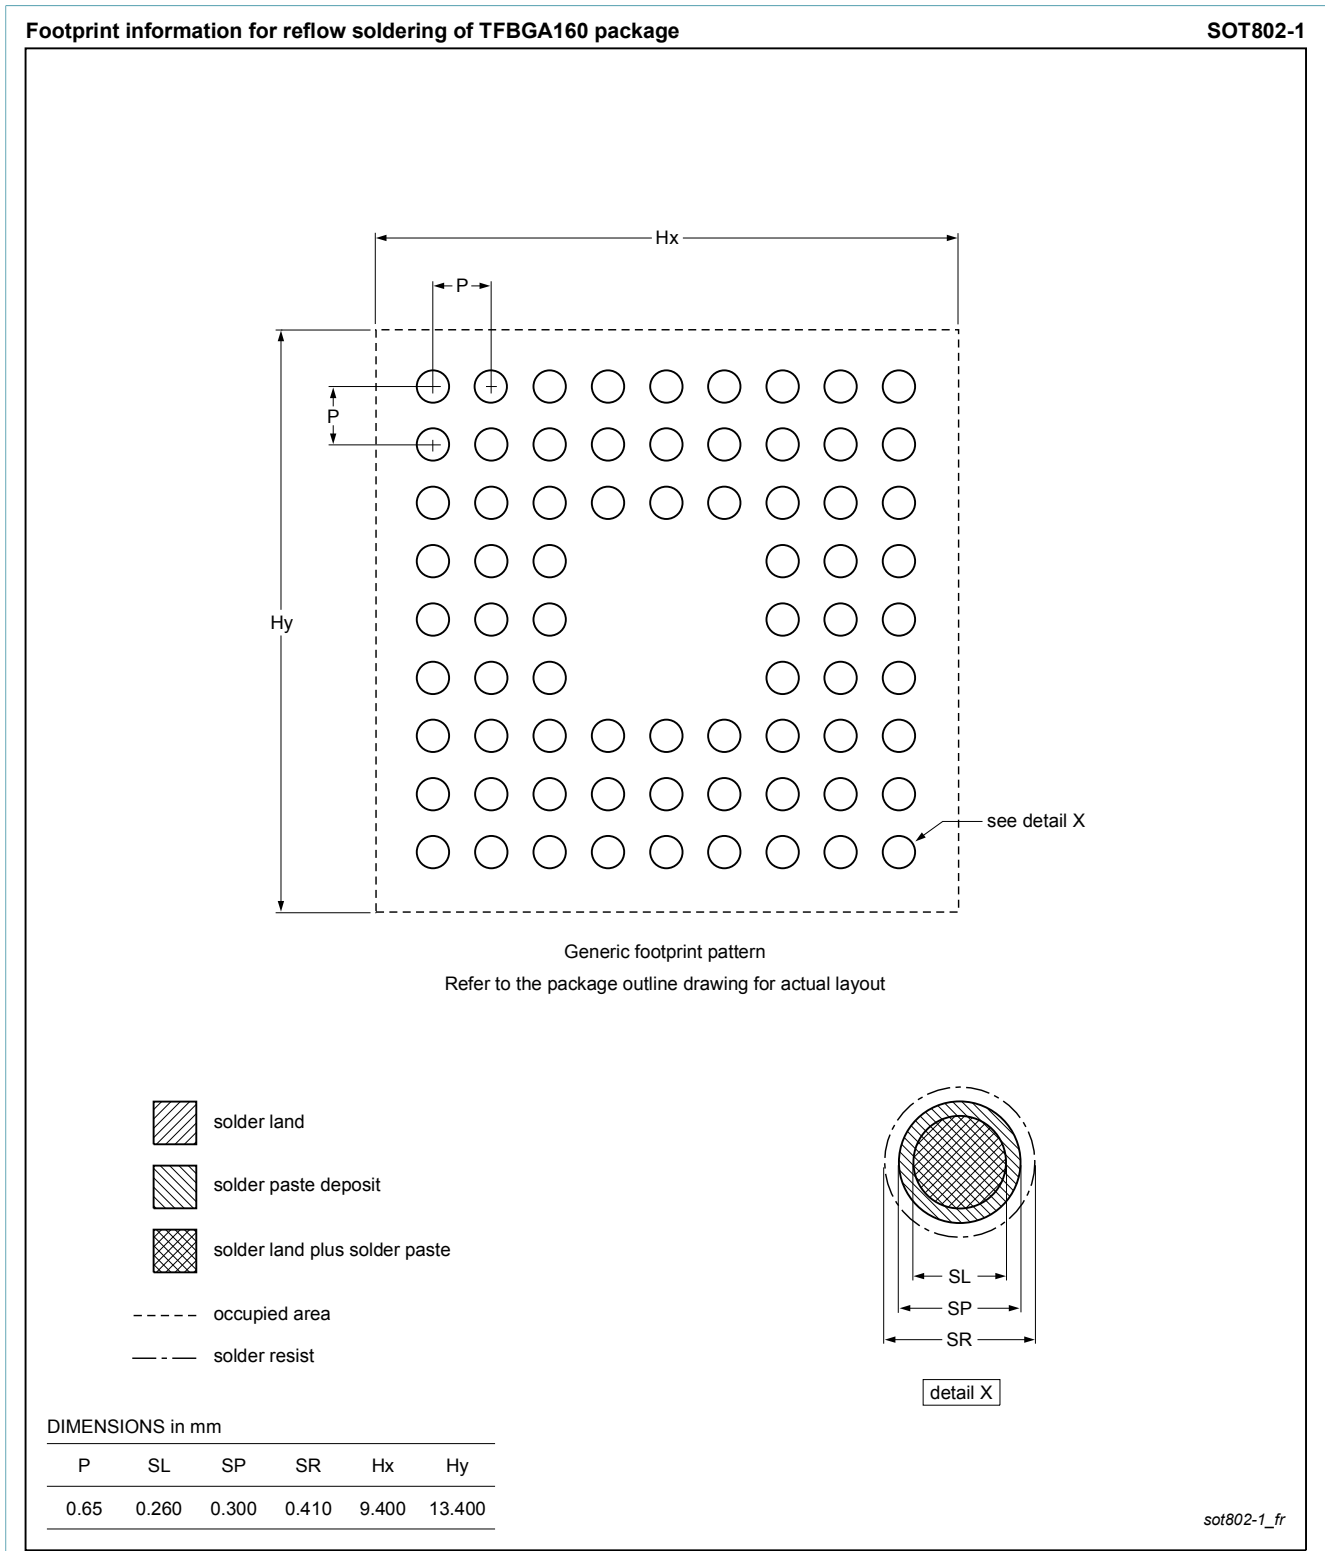 Footprint information for reflow soldering of TFBGA160 package SOT802-1
Hx
P
P
Hy
see detail X
Generic footprint pattern
Refer to the package outline drawing for actual layout
solder land
solder paste deposit
solder land plus solder paste
occupied area
solder resist
SL
SP
SR
detail X
DIMENSIONS in mm
P SL SP SR Hx Hy
0.65 0.260 0.300 0.410 9.400 13.400
sot802-1_fr